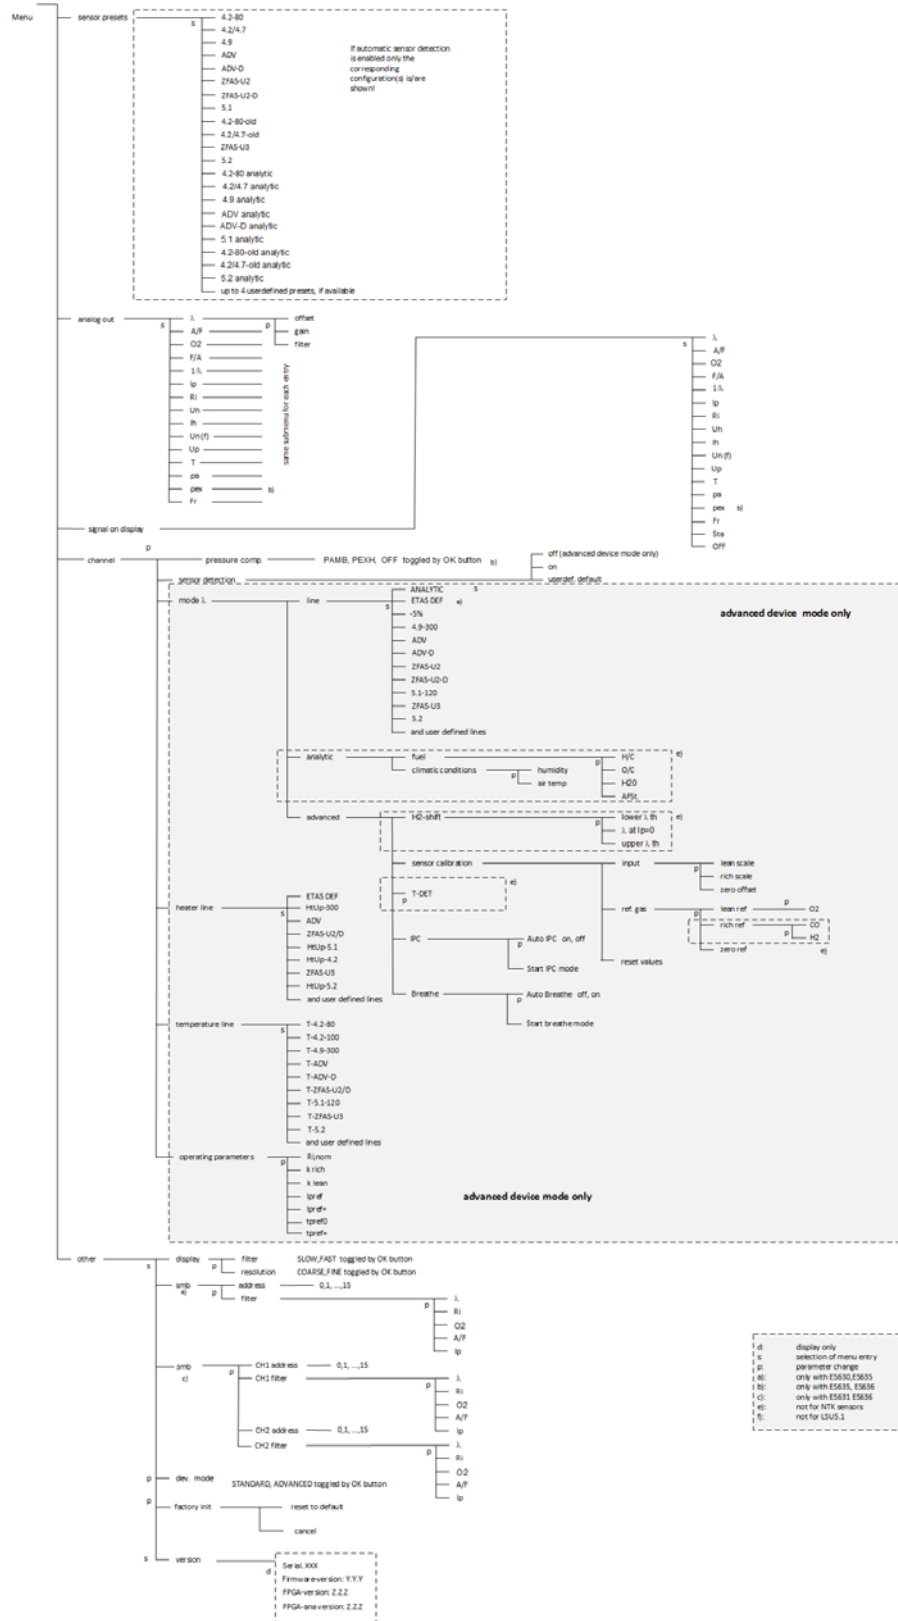 Menu
sensor presets
s
4.2-80
4.2/4.7
4.9
ADV
ADV-D
ZFAS-U2
ZFAS-U2-D
5.1
4.2-80-old
4.2/4.7-old
ZFAS-U3
5.2
4.2-80 analytic
4.2/4.7 analytic
4.9 analytic
ADV analytic
ADV-D analytic
5.1 analytic
4.2-80-old analytic
4.2/4.7-old analytic
5.2 analytic
up to 4 userdefined presets, if available
If automatic sensor detection
is enabled only the
corresponding
configuration(s) is/are
shown!
analog out
s
λ
A/F
O2
F/A
1/λ
Ip
Ri
Uh
Ih
Un(f)
Up
T
pa
pex b)
Fr
p
offset
gain
filter
same submenu for each entry
signal on display
s
λ
A/F
O2
F/A
1/λ
Ip
Ri
Uh
Ih
Un(f)
Up
T
pa
pex b)
Fr
Sta
OFF
channel
p
pressure comp.
PAMB, PEXH, OFF toggled by OK button b)
sensor detection
off (advanced device mode only)
on
userdef. default
advanced device mode only
mode λ
line
s
ANALYTIC s
ETAS DEF e)
-5%
4.9-300
ADV
ADV-D
ZFAS-U2
ZFAS-U2-D
5.1-120
ZFAS-U3
5.2
and user defined lines
analytic
fuel
p
H/C e)
O/C
H2O
AFSt.
climatic conditions
p
humidity
air temp
advanced
H2-shift
p
lower λ th e)
λ at Ip=0
upper λ th
sensor calibration
input
p
lean scale
rich scale
zero offset
ref. gas
p
lean ref
p
O2
rich ref
p
CO
H2
zero ref
e)
reset values
T-DET e)
p
IPC
p
Auto IPC on, off
Start IPC mode
Breathe
p
Auto Breathe off, on
Start breathe mode
heater line
s
ETAS DEF
HtUp-300
ADV
ZFAS-U2/D
HtUp-5.1
HtUp-4.2
ZFAS-U3
HtUp-5.2
and user defined lines
temperature line
s
T-4.2-80
T-4.2-100
T-4.9-300
T-ADV
T-ADV-D
T-ZFAS-U2/D
T-5.1-120
T-ZFAS-U3
T-5.2
and user defined lines
operating parameters
p
Ri,nom
k rich
k lean
Ipref
Ipref+
tpref0
tpref+
advanced device mode only
other
s
display
p
filter SLOW,FAST toggled by OK button
resolution COARSE,FINE toggled by OK button
smb
a)
p
address 0,1, ...,15
filter
p
λ
Ri
O2
A/F
Ip
smb
c)
p
CH1 address 0,1, ...,15
CH1 filter
p
λ
Ri
O2
A/F
Ip
CH2 address 0,1, ...,15
CH2 filter
p
λ
Ri
O2
A/F
Ip
p dev. mode STANDARD, ADVANCED toggled by OK button
p
factory init
reset to default
cancel
s version
d
Serial. XXX
Firmware-version: Y.Y.Y
FPGA-version: Z.Z.Z
FPGA-ana version: Z.Z.Z
d: display only
s: selection of menu entry
p: parameter change
a): only with ES630,ES635
b): only with ES635, ES636
c): only with ES631 ES636
e): not for NTK sensors
f): not for LSU5.1